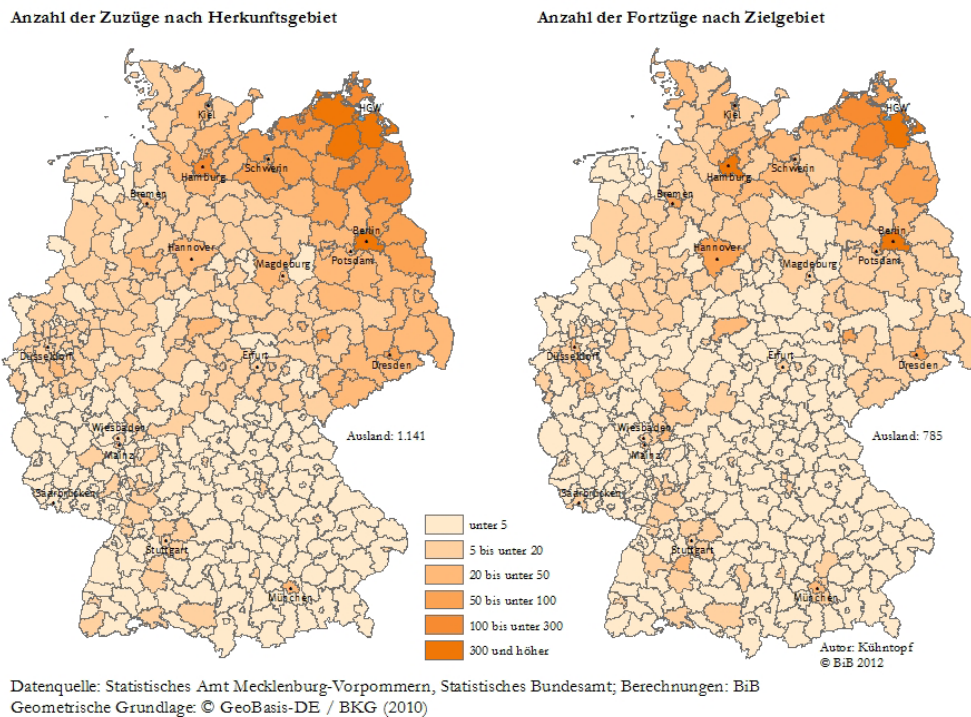 Anzahl der Zuzüge nach Herkunftsgebiet
Anzahl der Fortzüge nach Zielgebiet
HGW
Kiel
Schwerin
Hamburg
Bremen
Berlin
Hannover
Potsdam
Magdeburg
Düsseldorf
Erfurt
Dresden
Wiesbaden
Mainz
Ausland: 1.141
Saarbrücken
Stuttgart
München
HGW
Kiel
Schwerin
Hamburg
Bremen
Berlin
Hannover
Potsdam
Magdeburg
Düsseldorf
Erfurt
Dresden
Wiesbaden
Mainz
Ausland: 785
Saarbrücken
Stuttgart
München
unter 5
5 bis unter 20
20 bis unter 50
50 bis unter 100
100 bis unter 300
300 und höher
Autor: Kühntopf
© BiB 2012
Datenquelle: Statistisches Amt Mecklenburg-Vorpommern, Statistisches Bundesamt; Berechnungen: BiB
Geometrische Grundlage: © GeoBasis-DE / BKG (2010)